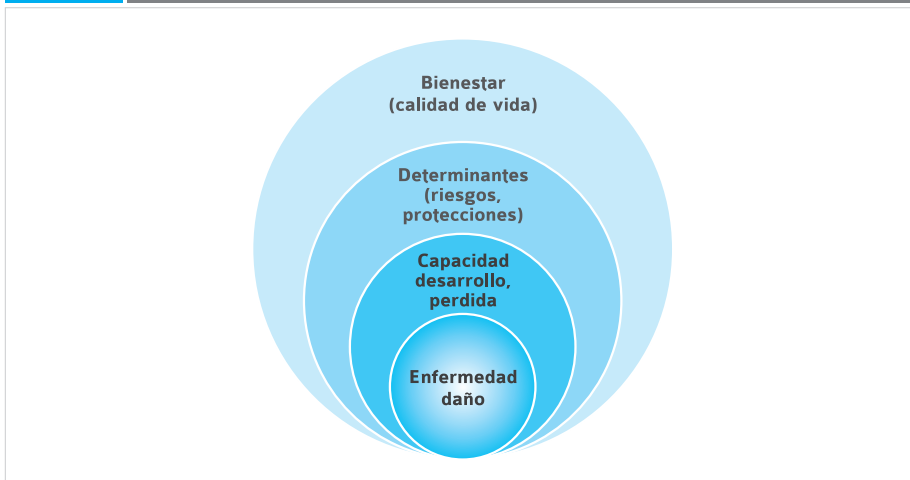 Bienestar
(calidad de vida)
Determinantes
(riesgos,
protecciones)
Capacidad
desarrollo,
perdida
Enfermedad
daño